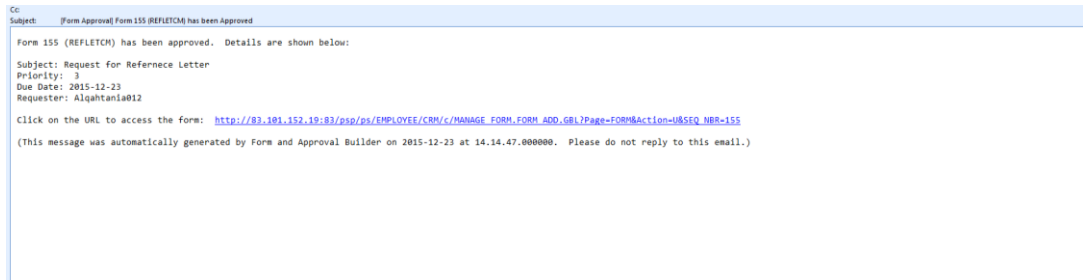 Cc
Subject: [Form Approval] Form 155 (REFLETCM) has been Approved
Form 155 (REFLETCM) has been approved. Details are shown below:
Subject: Request for Refernece Letter
Priority: 3
Due Date: 2015-12-23
Requester: Alqahtania012
Click on the URL to access the form: http://83.101.152.19:83/psp/ps/EMPLOYEE/CRM/c/MANAGE_FORM.FORM_ADD.GBL?Page=FORM&Action=U&SEQ_NBR=155
(This message was automatically generated by Form and Approval Builder on 2015-12-23 at 14.14.47.000000. Please do not reply to this email.)